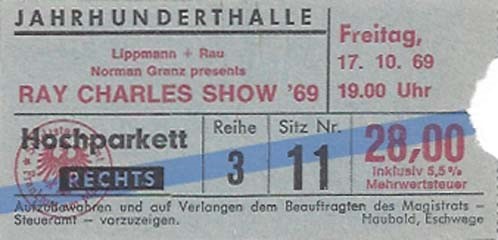 JAHRHUNDERTHALLE
Lippmann + Rau
Norman Granz presents
RAY CHARLES SHOW '69
Freitag,
17. 10. 69
19.00 Uhr
Hochparkett
RECHTS
Reihe
3
Sitz Nr.
11
28,00
inklusiv 5,5%
Mehrwertsteuer
Aufzubewahren und auf Verlangen dem Beauftragten des Magistrats -
Steueramt - vorzuzeigen.
Haubold, Eschwege